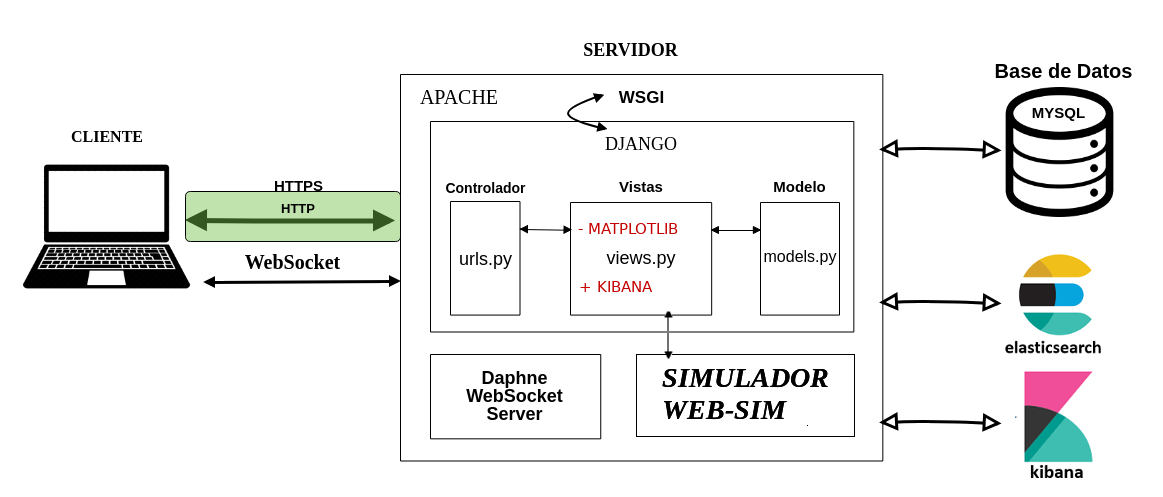 SERVIDOR
Base de Datos
APACHE
WSGI
MYSQL
CLIENTE
DJANGO
HTTPS
HTTP
Controlador
Vistas
Modelo
- MATPLOTLIB
urls.py
views.py
models.py
+ KIBANA
WebSocket
elasticsearch
Daphne
WebSocket
Server
SIMULADOR
WEB-SIM
kibana